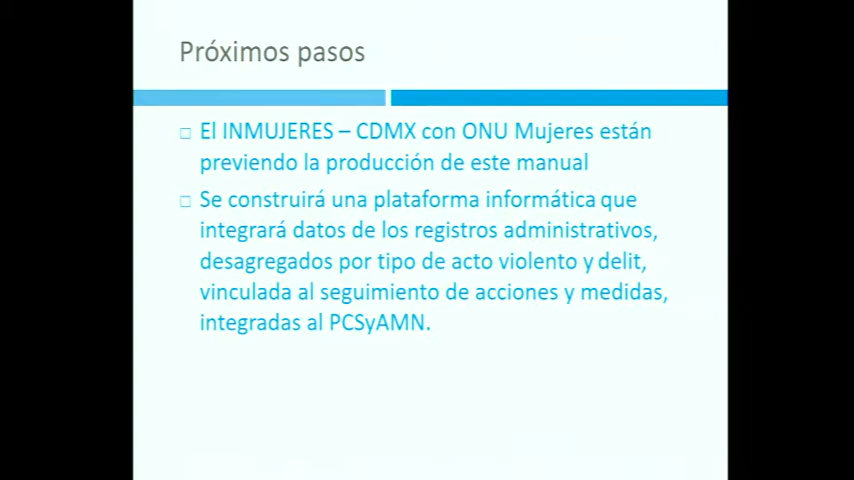 Próximos pasos
El INMUJERES – CDMX con ONU Mujeres están
previendo la producción de este manual
Se construirá una plataforma informática que
integrará datos de los registros administrativos,
desagregados por tipo de acto violento y delit,
vinculada al seguimiento de acciones y medidas,
integradas al PCSyAMN.